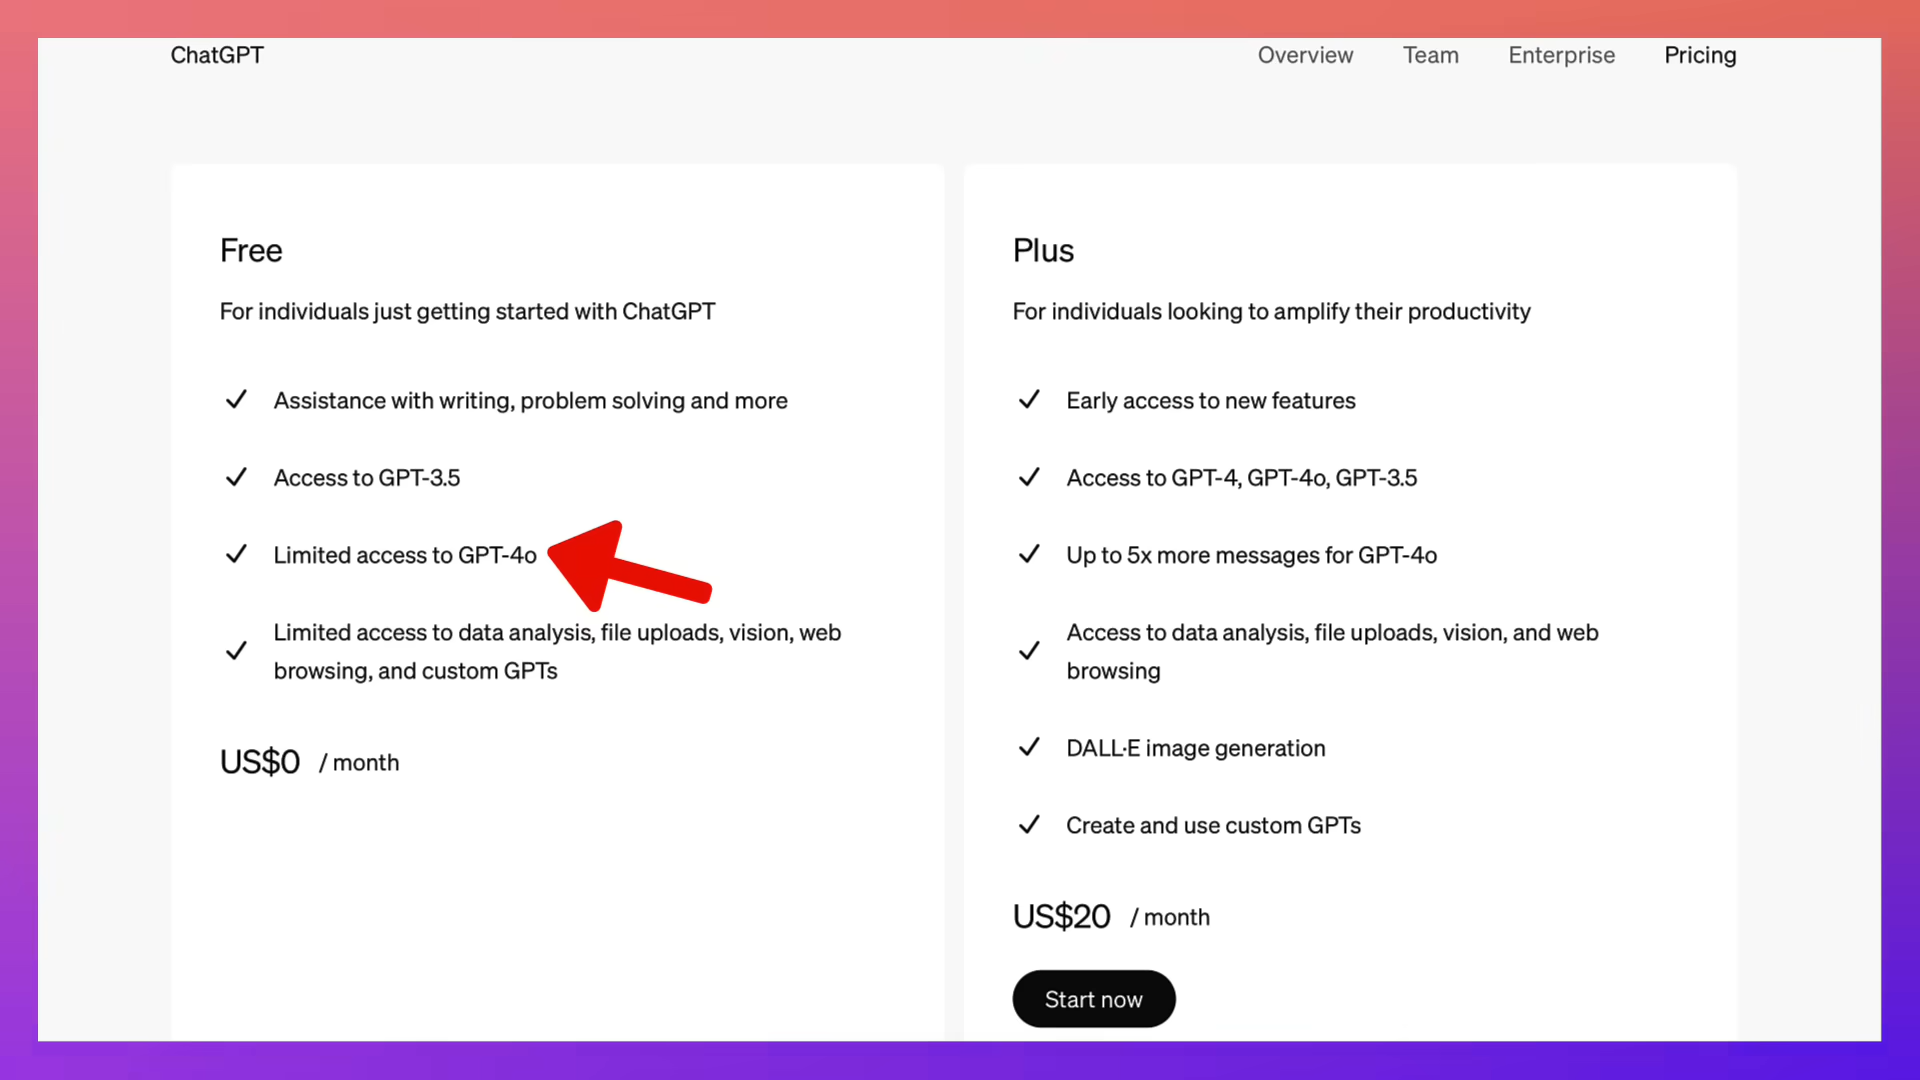 ChatGPT
Overview Team Enterprise Pricing
Free
For individuals just getting started with ChatGPT
Assistance with writing, problem solving and more
Access to GPT-3.5
Limited access to GPT-4o
Limited access to data analysis, file uploads, vision, web
browsing, and custom GPTs
US$0 / month
Plus
For individuals looking to amplify their productivity
Early access to new features
Access to GPT-4, GPT-4o, GPT-3.5
Up to 5x more messages for GPT-4o
Access to data analysis, file uploads, vision, and web
browsing
DALL·E image generation
Create and use custom GPTs
US$20 / month
Start now